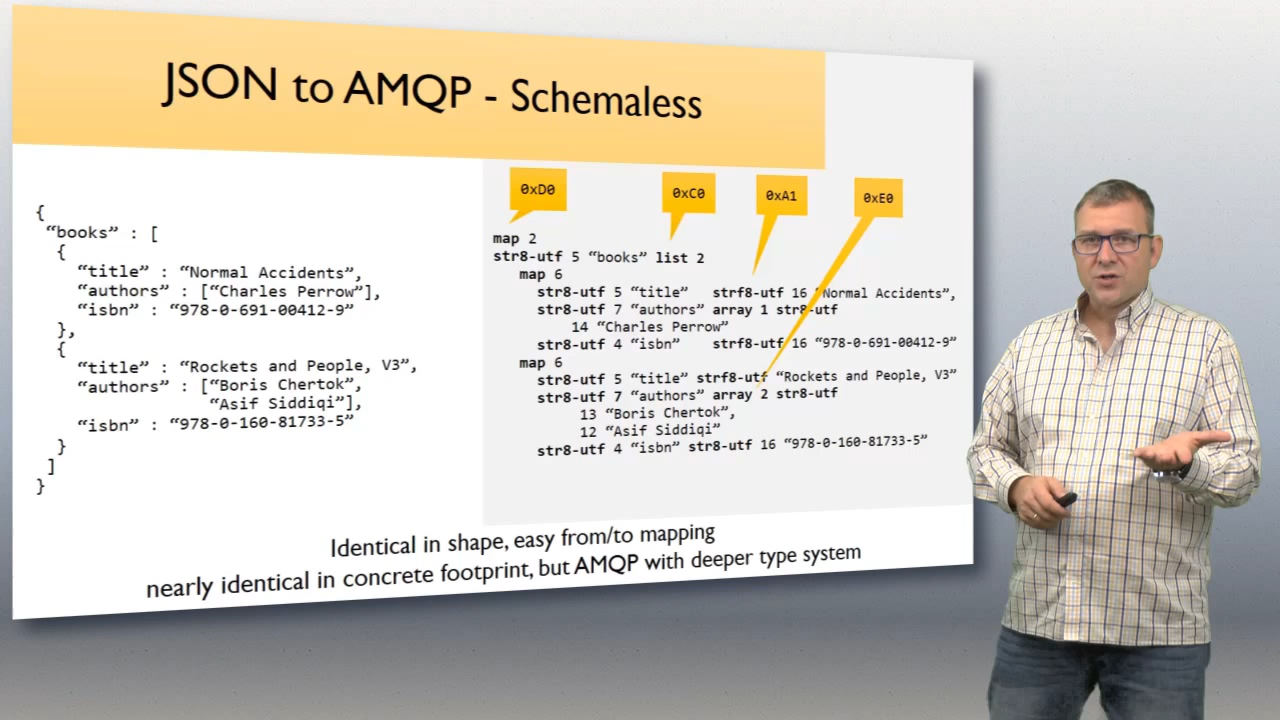 JSON to AMQP - Schemaless
{
“books” : [
{
“title” : “Normal Accidents”,
“authors” : [“Charles Perrow”],
“isbn” : “978-0-691-00412-9”
},
{
“title” : “Rockets and People, V3”,
“authors” : [“Boris Chertok”,
“Asif Siddiqi”],
“isbn” : “978-0-160-81733-5”
}
]
}
0xD0 0xC0 0xA1 0xE0
map 2
str8-utf 5 “books” list 2
map 6
str8-utf 5 “title” strf8-utf 16 “Normal Accidents”,
str8-utf 7 “authors” array 1 str8-utf
14 “Charles Perrow”
str8-utf 4 “isbn” strf8-utf 16 “978-0-691-00412-9”
map 6
str8-utf 5 “title” strf8-utf “Rockets and People, V3”
str8-utf 7 “authors” array 2 str8-utf
13 “Boris Chertok”,
12 “Asif Siddiqi”
str8-utf 4 “isbn” str8-utf 16 “978-0-160-81733-5”
Identical in shape, easy from/to mapping
nearly identical in concrete footprint, but AMQP with deeper type system